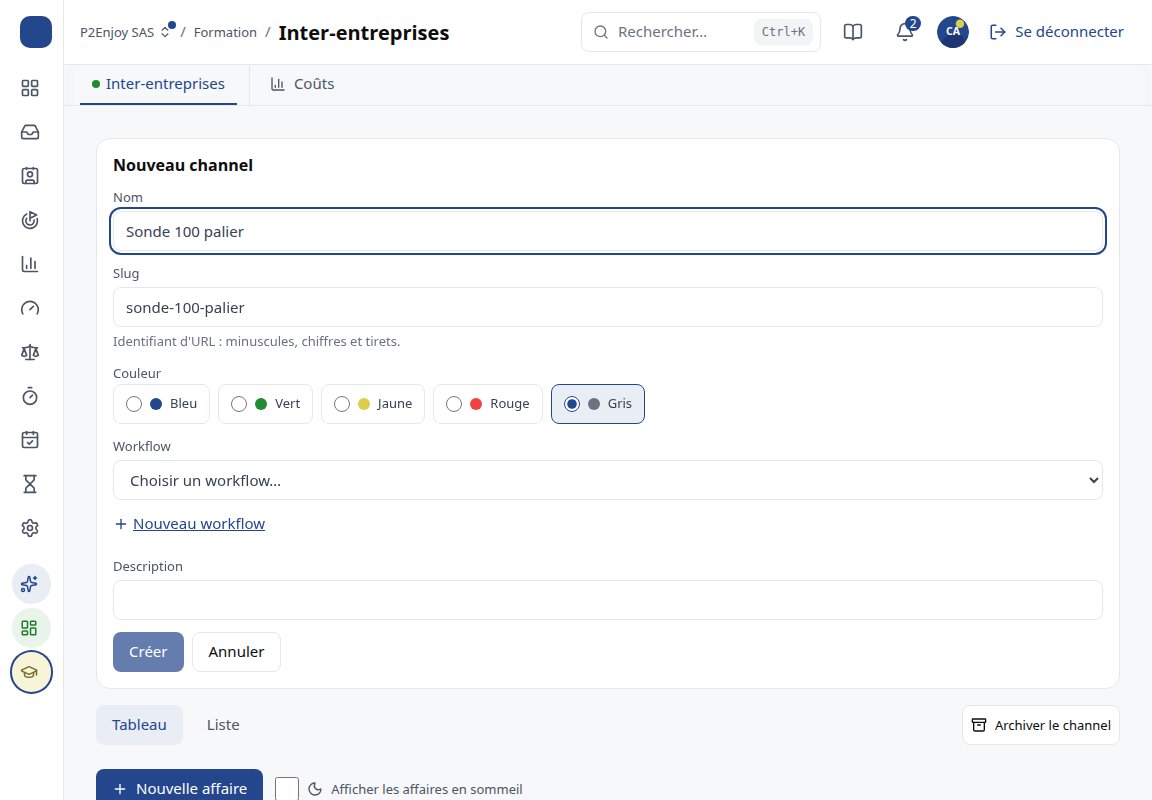 P2Enjoy SAS / Formation / Inter-entreprises
Rechercher... Ctrl+K
2
CA
Se déconnecter
Inter-entreprises
Coûts
Nouveau channel
Nom
Sonde 100 palier
Slug
sonde-100-palier
Identifiant d'URL : minuscules, chiffres et tirets.
Couleur
Bleu Vert Jaune Rouge Gris
Workflow
Choisir un workflow...
Nouveau workflow
Description
Créer Annuler
Tableau Liste Archiver le channel
Nouvelle affaire Afficher les affaires en sommeil